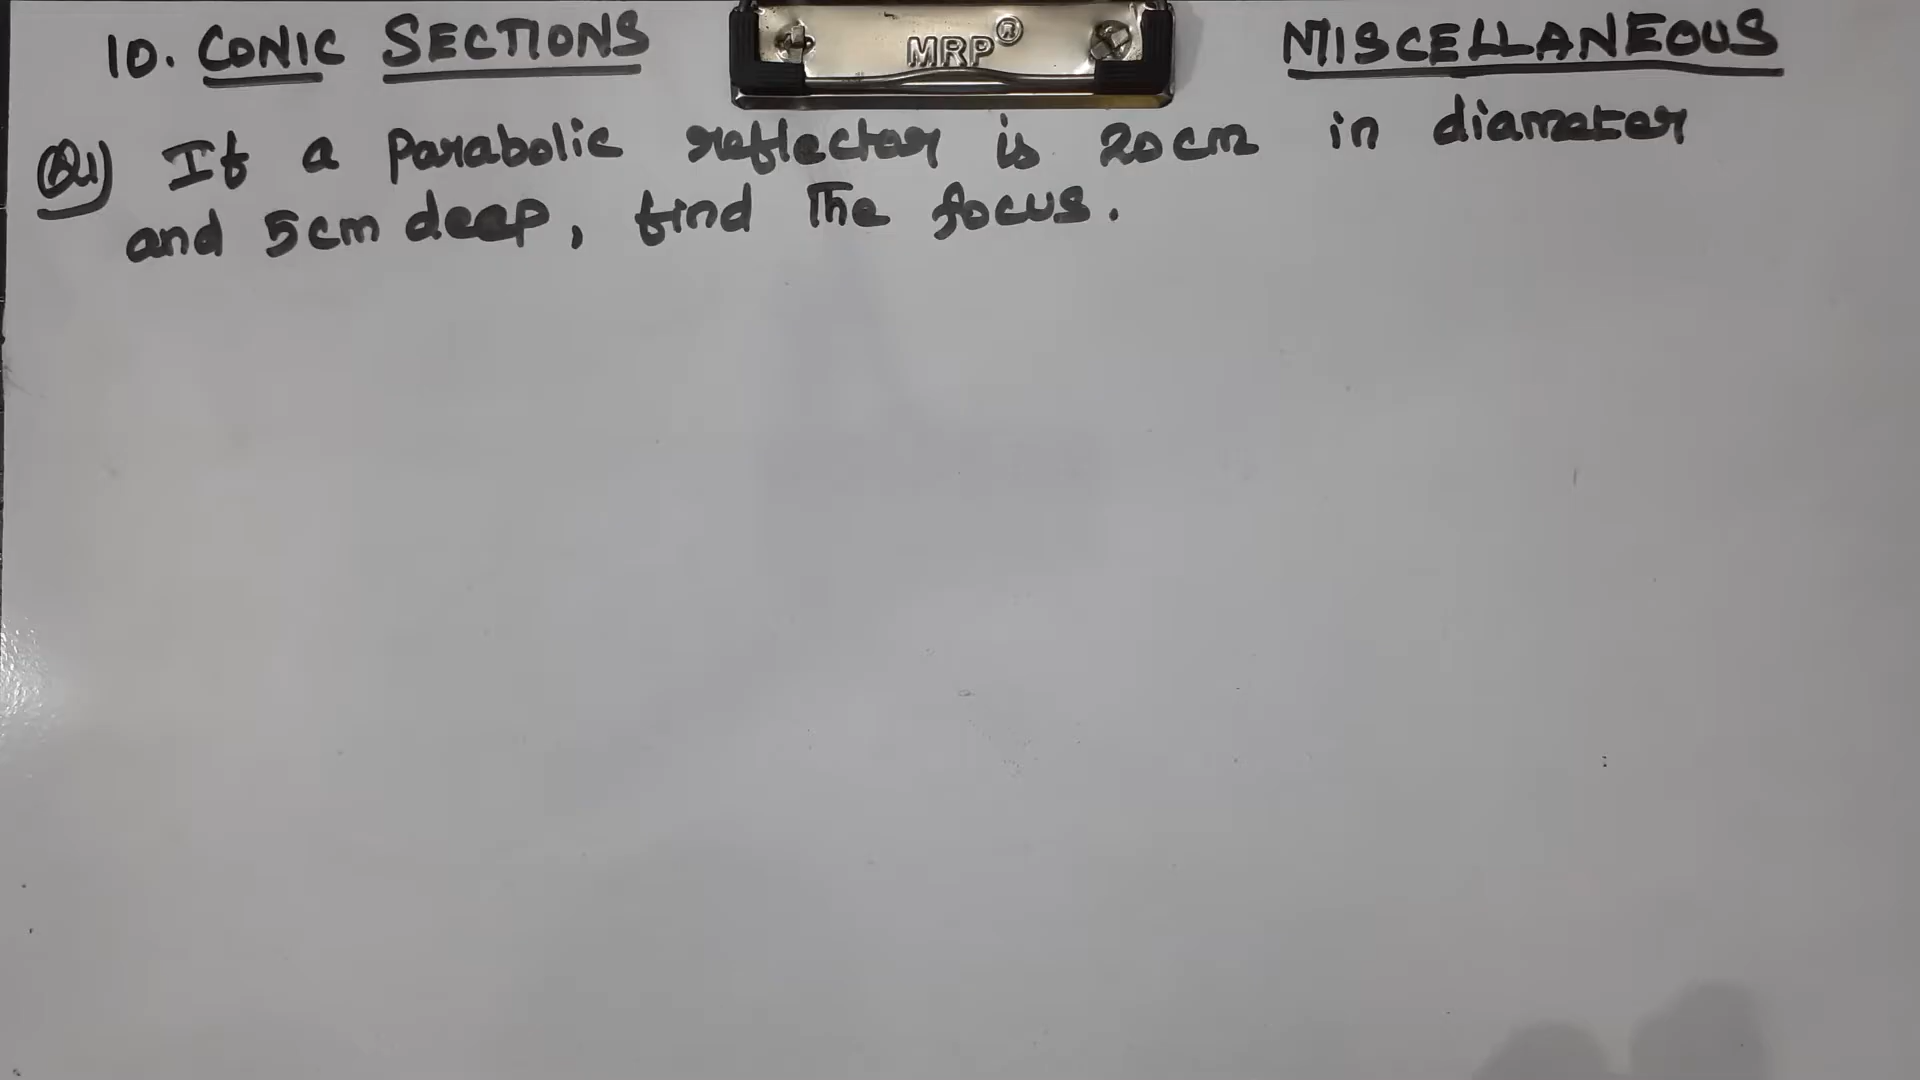 10. CONIC SECTIONS MRP® MISCELLANEOUS
Q1) If a parabolic reflector is 20cm in diameter
and 5cm deep, find the focus.